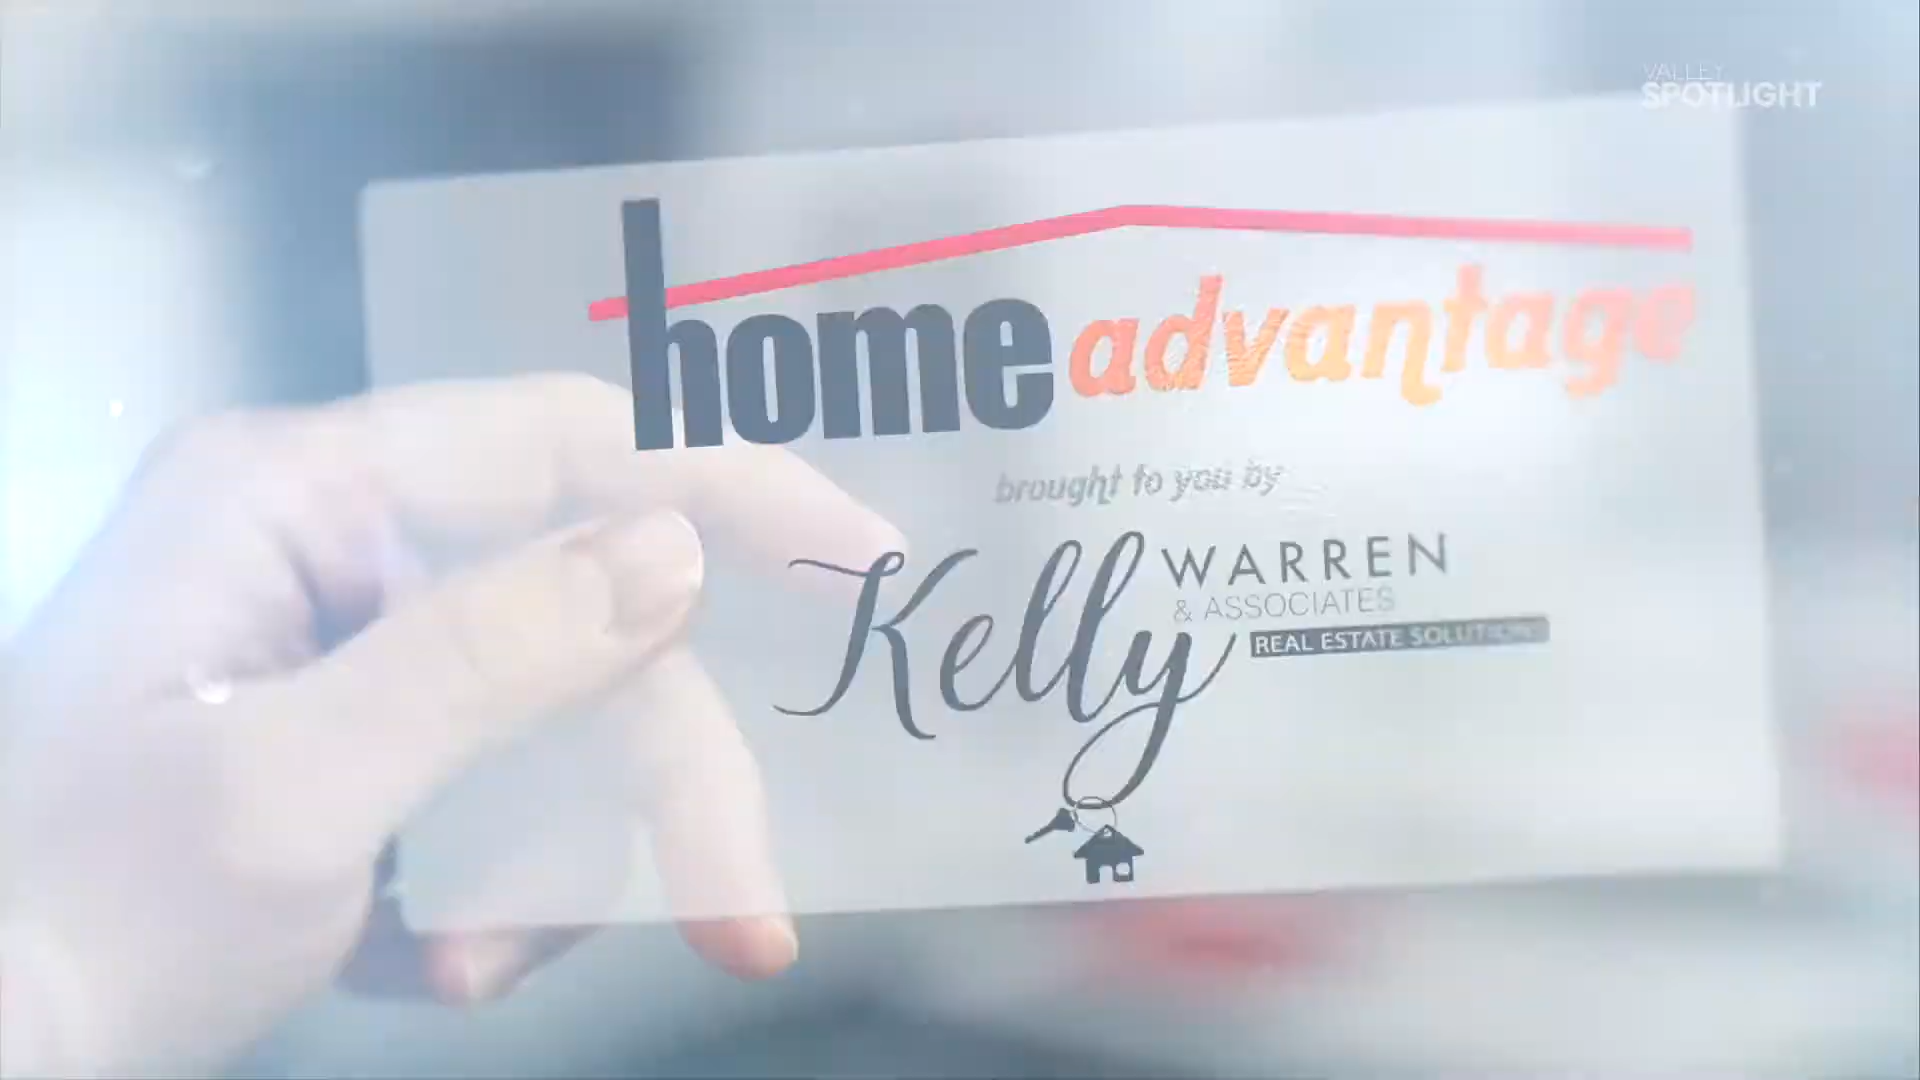 VALLEY
SPOTLIGHT
home advantage
brought to you by
Kelly WARREN
& ASSOCIATES
REAL ESTATE SOLUTIONS